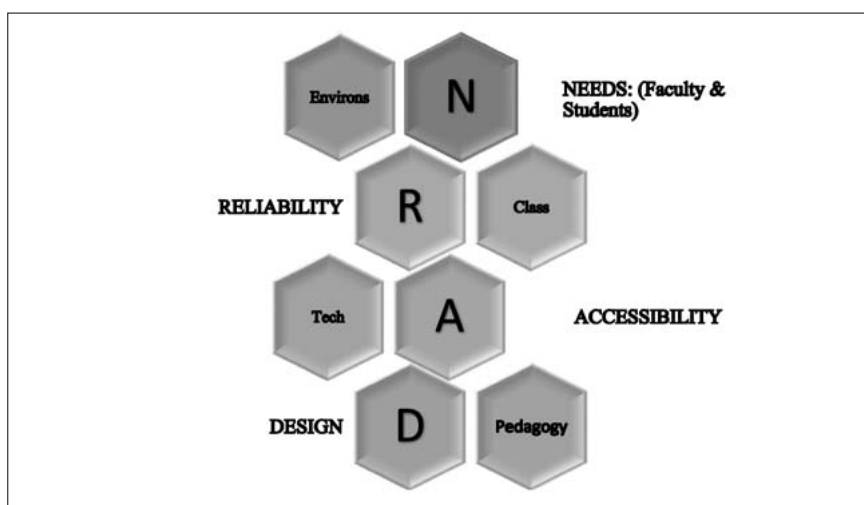 Environs
N
NEEDS: (Faculty &
Students)
RELIABILITY
R
Class
Tech
A
ACCESSIBILITY
DESIGN
D
Pedagogy